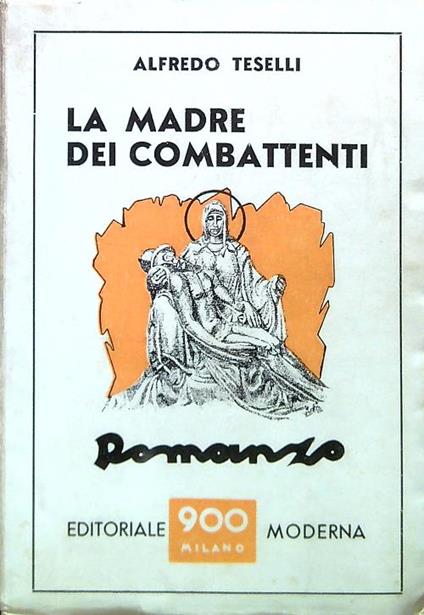 ALFREDO TESELLI
LA MADRE
DEI COMBATTENTI
Romanzo
EDITORIALE 900 MODERNA
MILANO